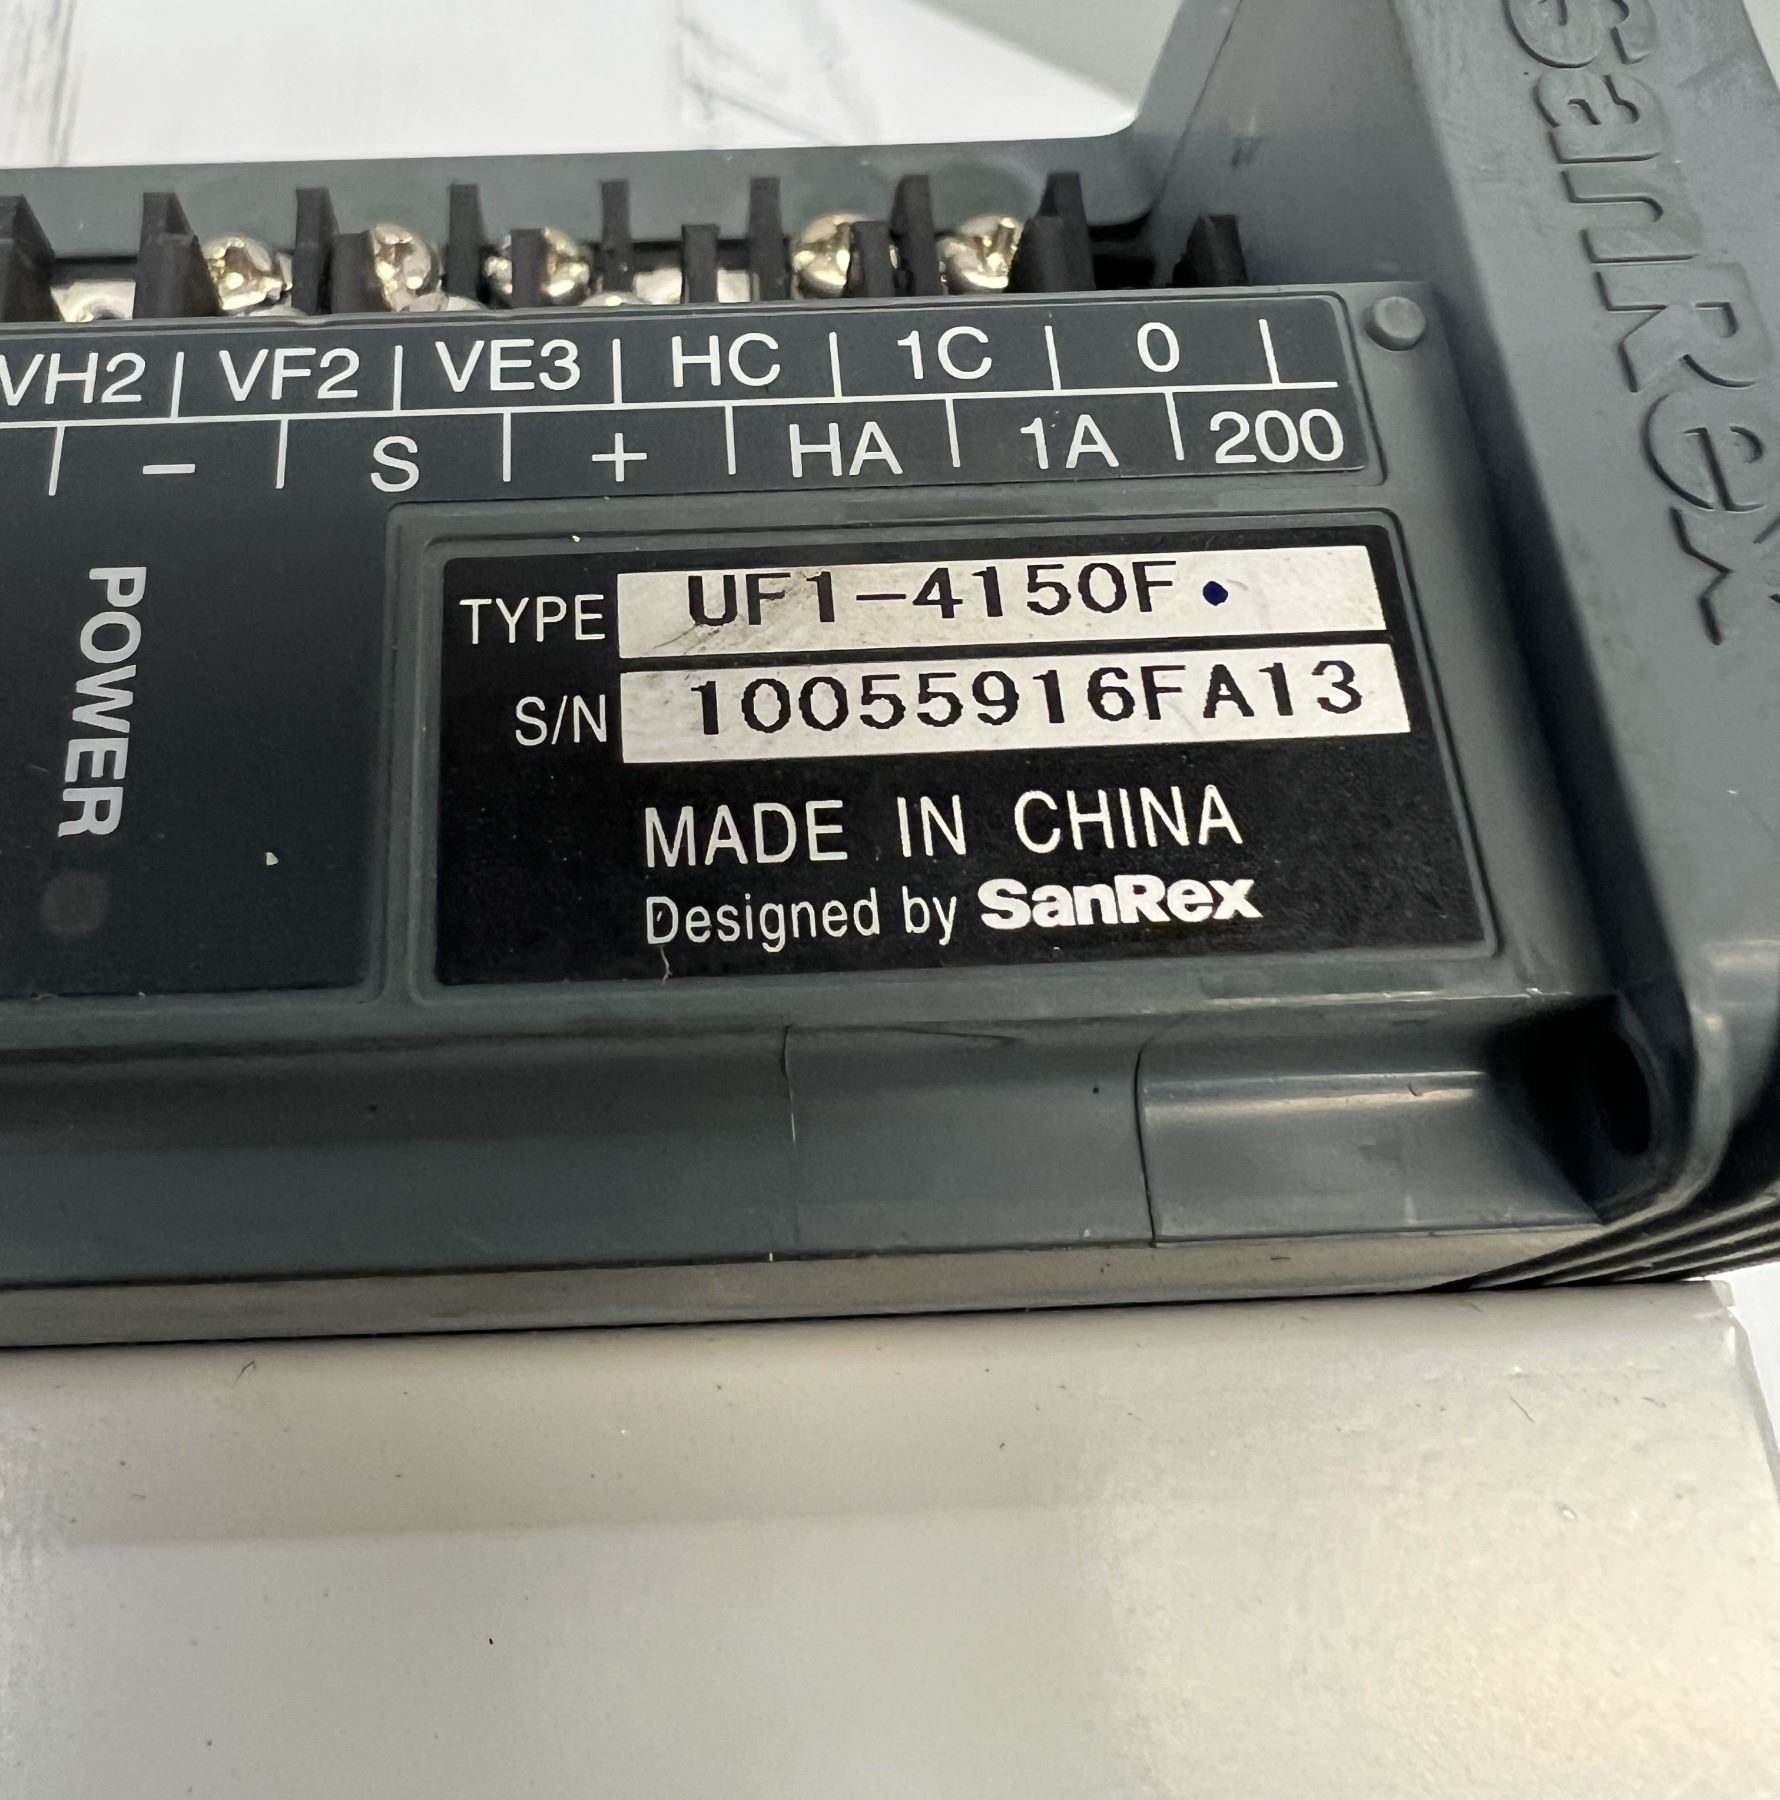 VH2 | VF2 | VE3 | HC | 1C | 0 |
| - | S | + | HA | 1A | 200
POWER
TYPE UF1-4150F
S/N 10055916FA13
MADE IN CHINA
Designed by SanRex
SanRex